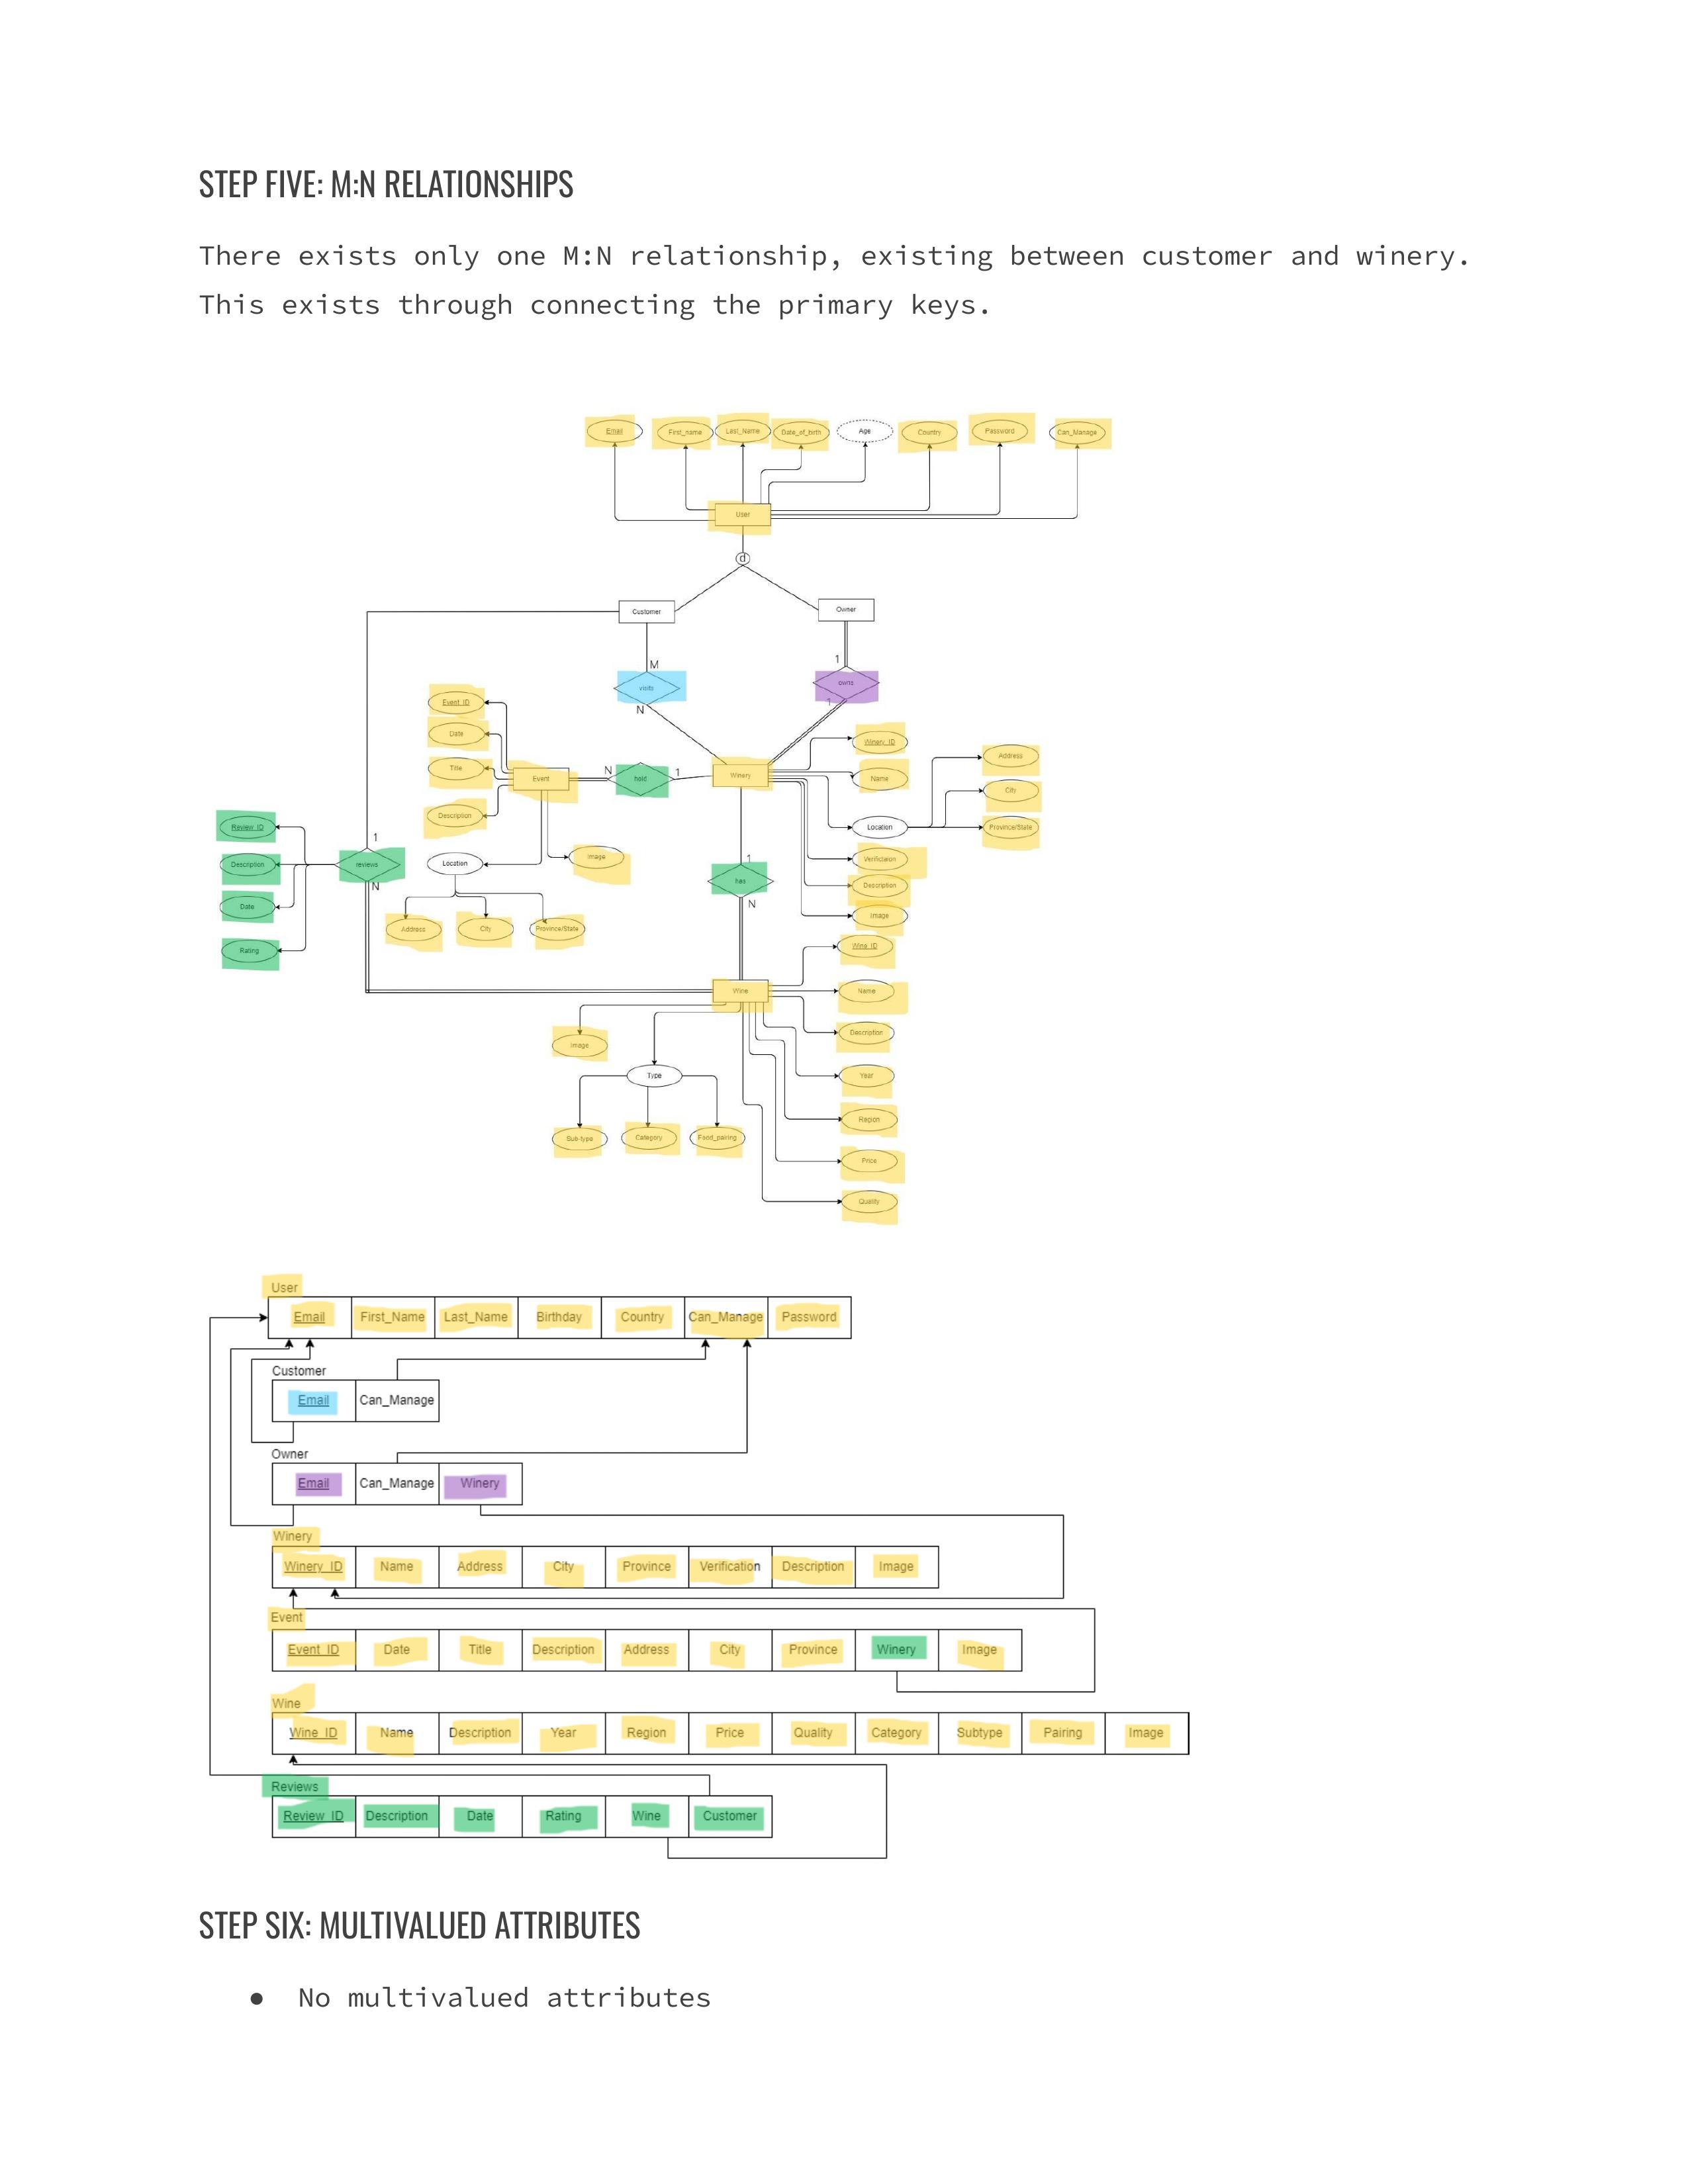 STEP FIVE: M:N RELATIONSHIPS
There exists only one M:N relationship, existing between customer and winery.
This exists through connecting the primary keys.
Email First_name Last_Name Date_of_birth Age Country Password Can_Manage
User
d
Customer Owner
M 1
visits owns
N 1
Event_ID
Date
Title
Description
Event
N hold 1
Winery
Location
Image
Address City Province/State
Winery_ID
Name
Location
Verificiaion
Description
Image
Address
City
Province/State
Review_ID
Description
Date
Rating
1
reviews
N
1
has
N
Wine
Wine_ID
Name
Description
Year
Region
Price
Quality
Image
Type
Sub-type Category Food_pairing
User
Email First_Name Last_Name Birthday Country Can_Manage Password
Customer
Email Can_Manage
Owner
Email Can_Manage Winery
Winery
Winery_ID Name Address City Province Verification Description Image
Event
Event_ID Date Title Description Address City Province Winery Image
Wine
Wine_ID Name Description Year Region Price Quality Category Subtype Pairing Image
Reviews
Review_ID Description Date Rating Wine Customer
STEP SIX: MULTIVALUED ATTRIBUTES
● No multivalued attributes